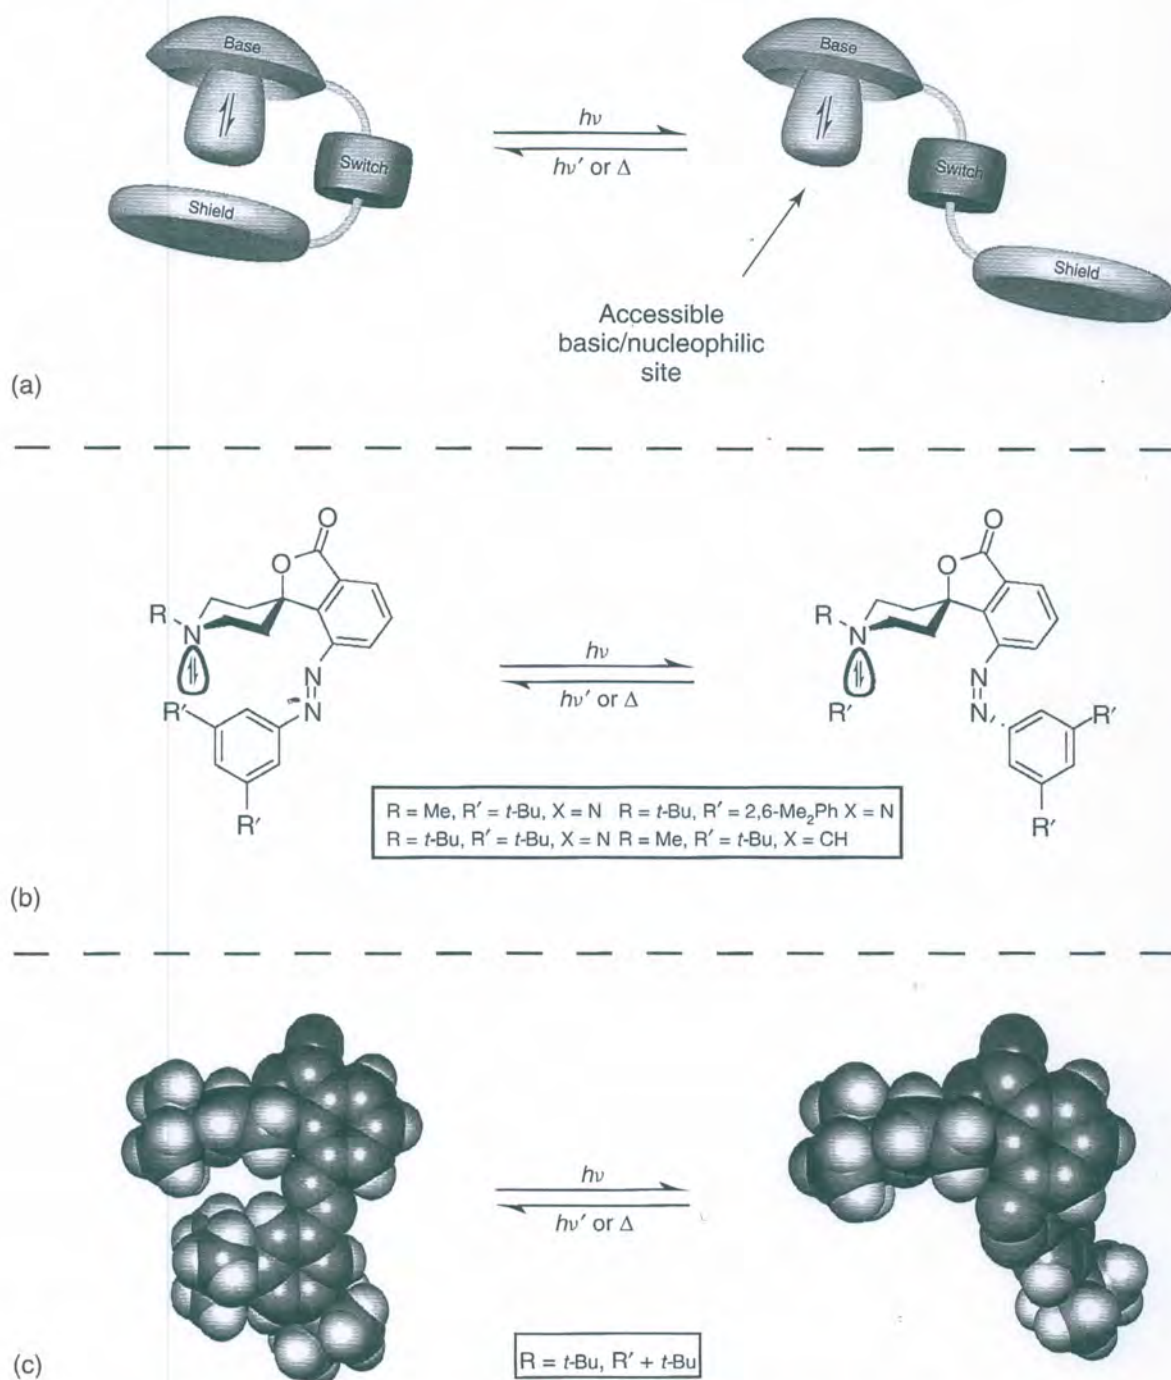 Base
Switch
Shield
hν
hν′ or Δ
Base
Switch
Shield
Accessible
basic/nucleophilic
site
(a)
O
O
R
N
N
N
R′
R′
hν
hν′ or Δ
O
O
R
N
R′
N
N
R′
R′
R = Me, R′ = t-Bu, X = N R = t-Bu, R′ = 2,6-Me₂Ph X = N
R = t-Bu, R′ = t-Bu, X = N R = Me, R′ = t-Bu, X = CH
(b)
hν
hν′ or Δ
R = t-Bu, R′ + t-Bu
(c)